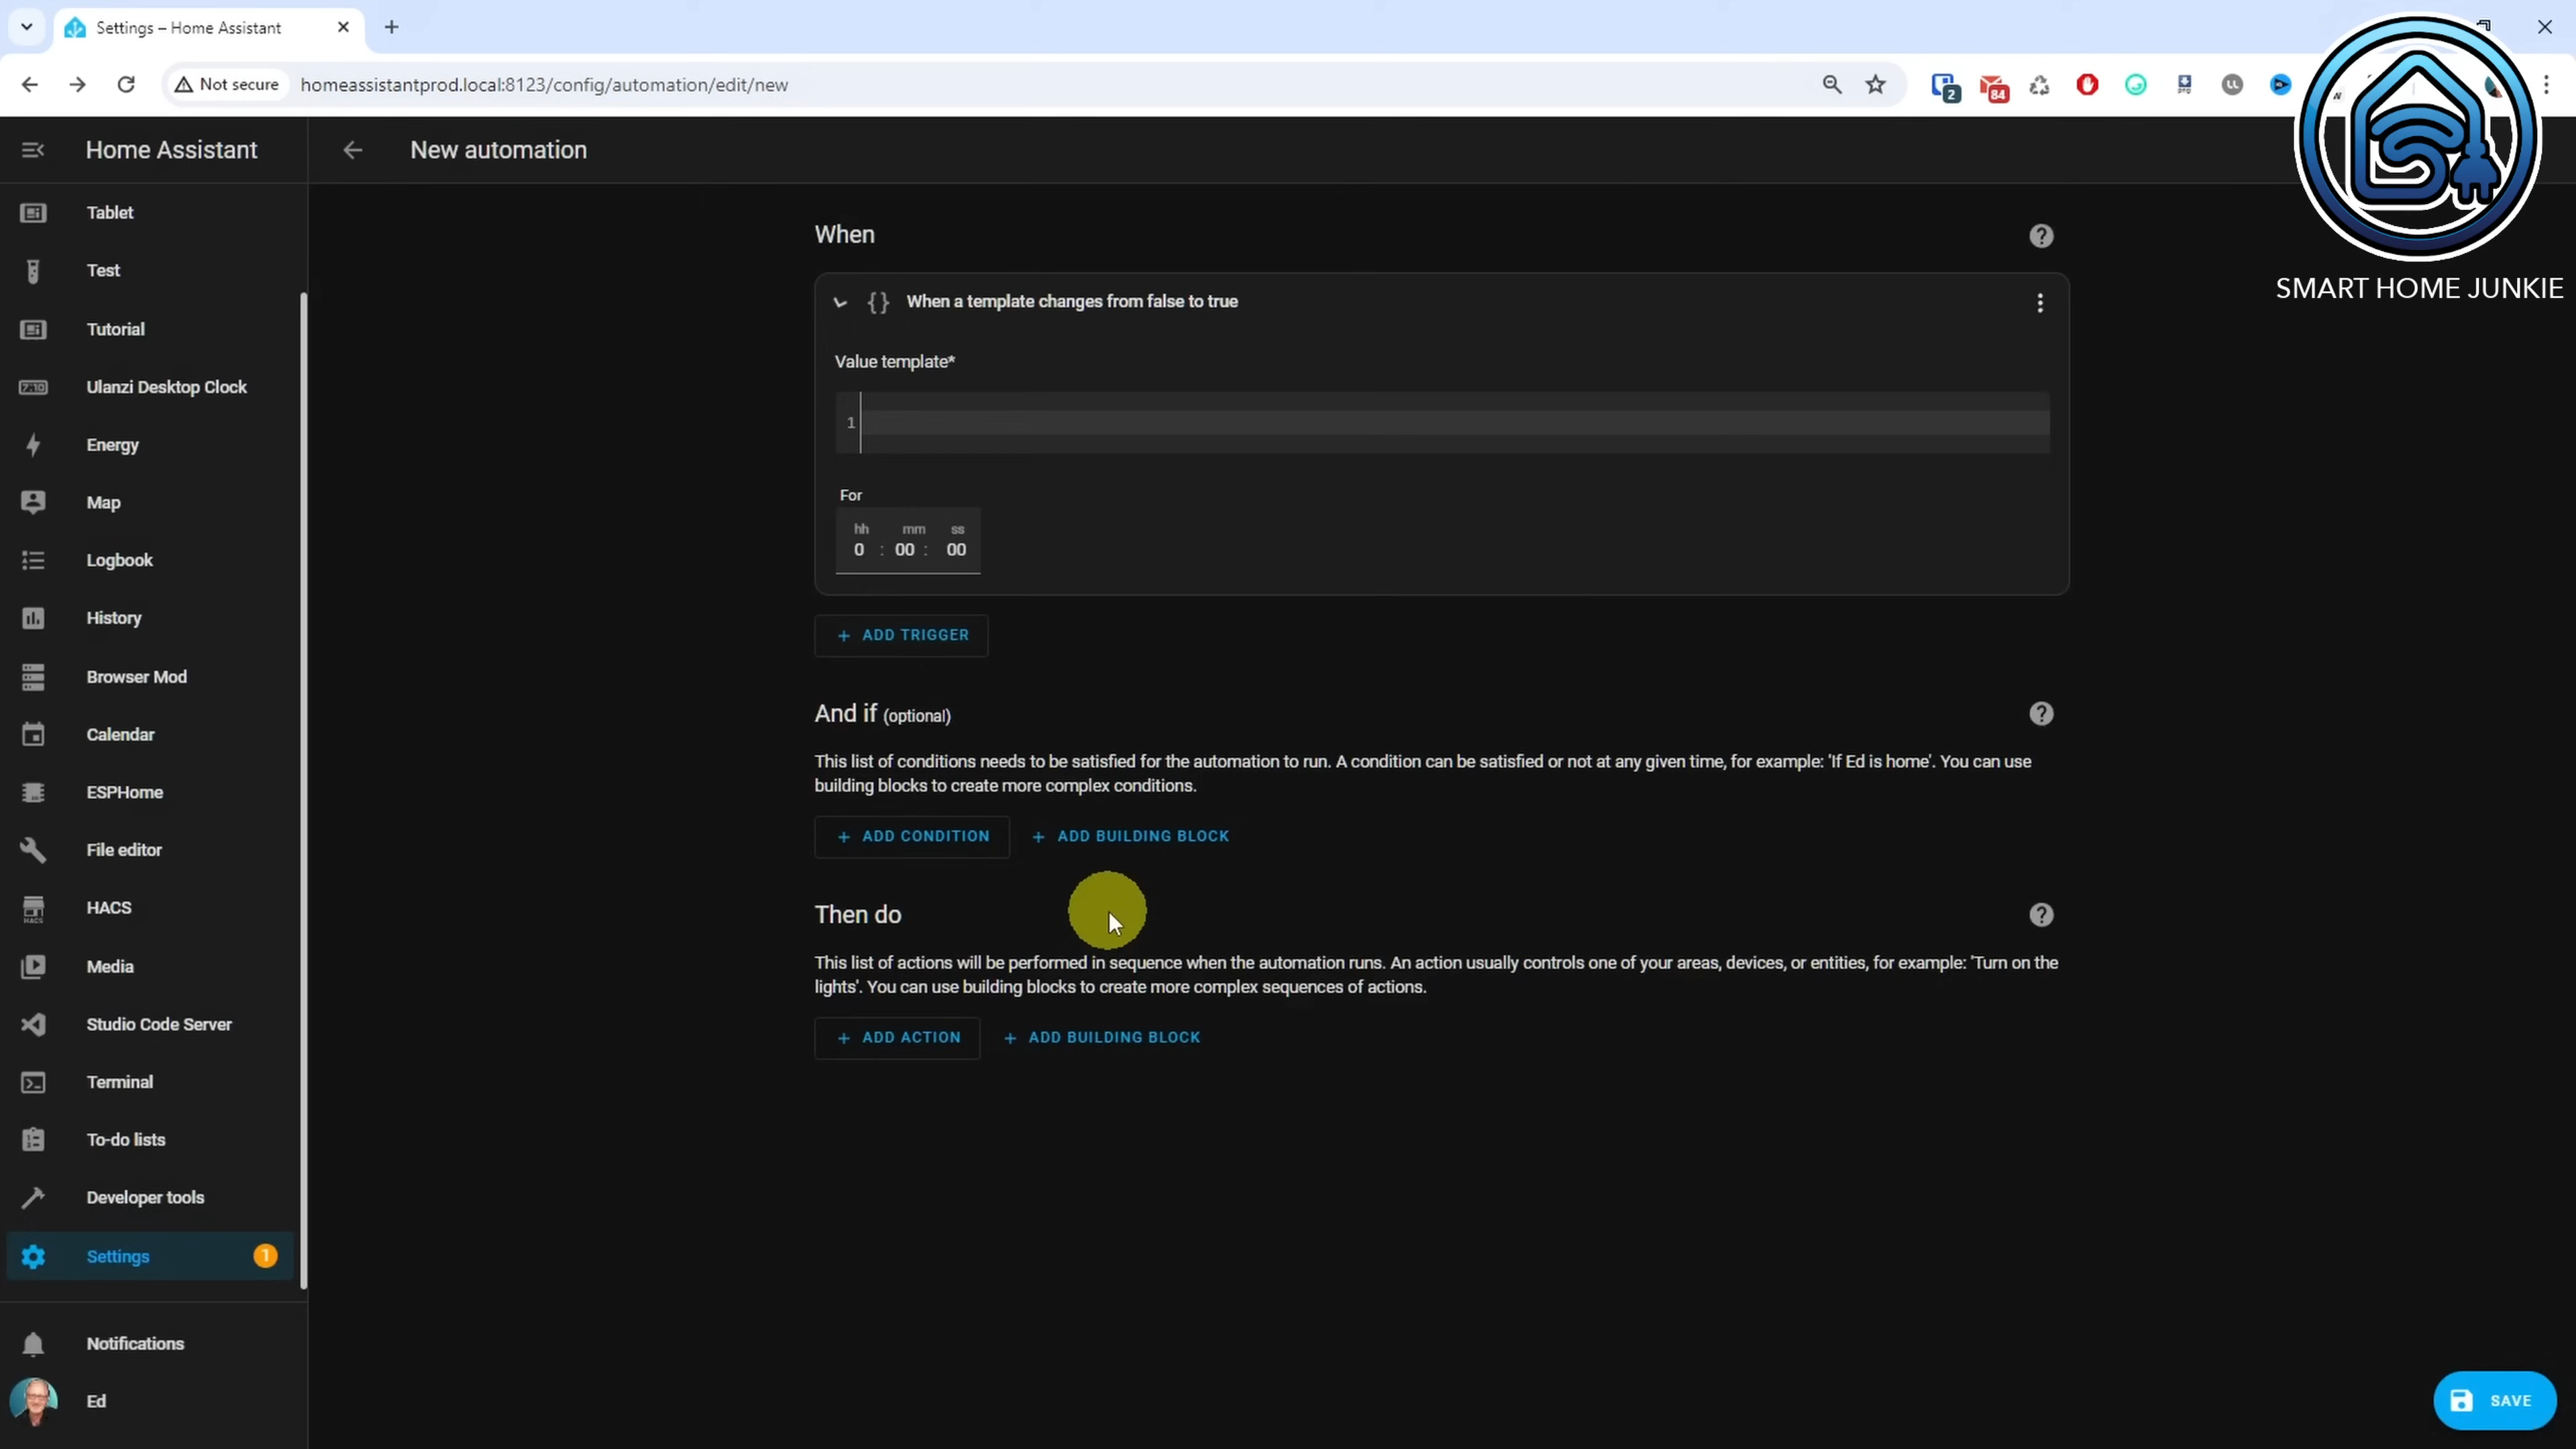 Settings – Home Assistant
Not secure
homeassistantprod.local:8123/config/automation/edit/new
2
84
SMART HOME JUNKIE
Home Assistant
New automation
Tablet
Test
Tutorial
Ulanzi Desktop Clock
Energy
Map
Logbook
History
Browser Mod
Calendar
ESPHome
File editor
HACS
Media
Studio Code Server
Terminal
To-do lists
Developer tools
Settings
1
Notifications
Ed
When
When a template changes from false to true
Value template*
1
For
hh mm ss
0 : 00 : 00
ADD TRIGGER
And if (optional)
This list of conditions needs to be satisfied for the automation to run. A condition can be satisfied or not at any given time, for example: 'If Ed is home'. You can use
building blocks to create more complex conditions.
ADD CONDITION
ADD BUILDING BLOCK
Then do
This list of actions will be performed in sequence when the automation runs. An action usually controls one of your areas, devices, or entities, for example: 'Turn on the
lights'. You can use building blocks to create more complex sequences of actions.
ADD ACTION
ADD BUILDING BLOCK
SAVE